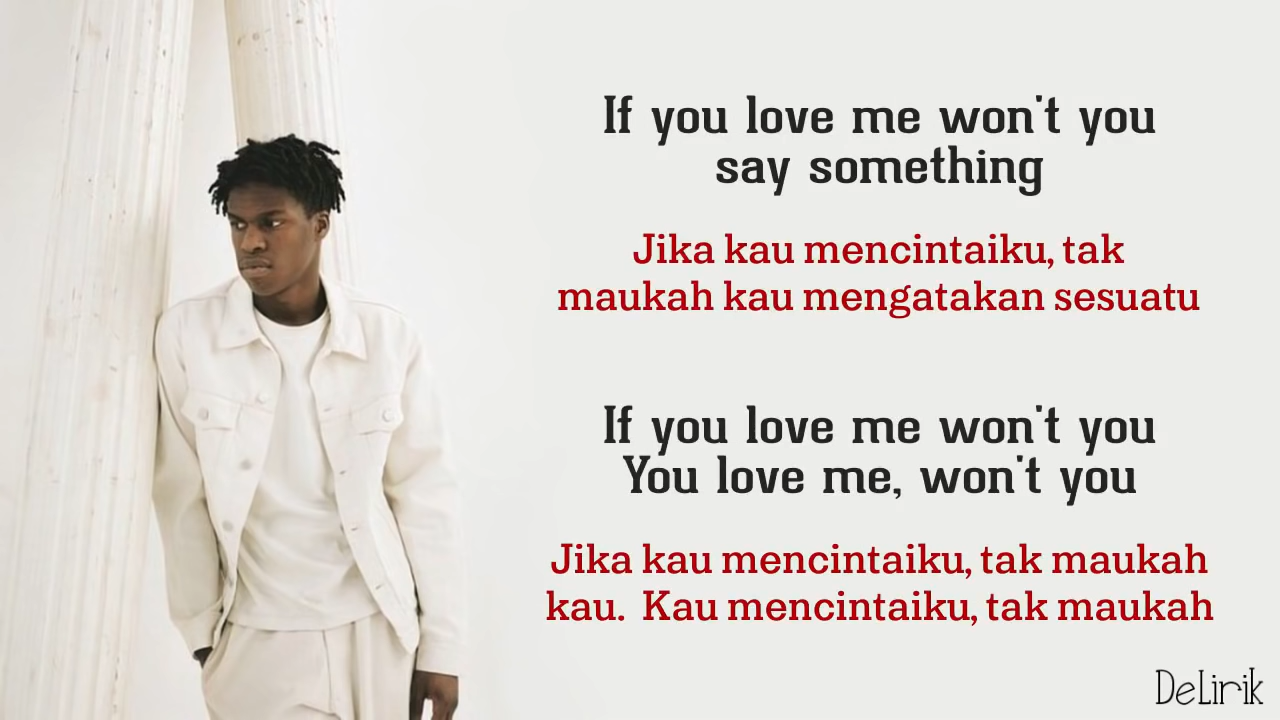 If you love me won't you
say something
Jika kau mencintaiku, tak
maukah kau mengatakan sesuatu
If you love me won't you
You love me, won't you
Jika kau mencintaiku, tak maukah
kau. Kau mencintaiku, tak maukah
DeLirik